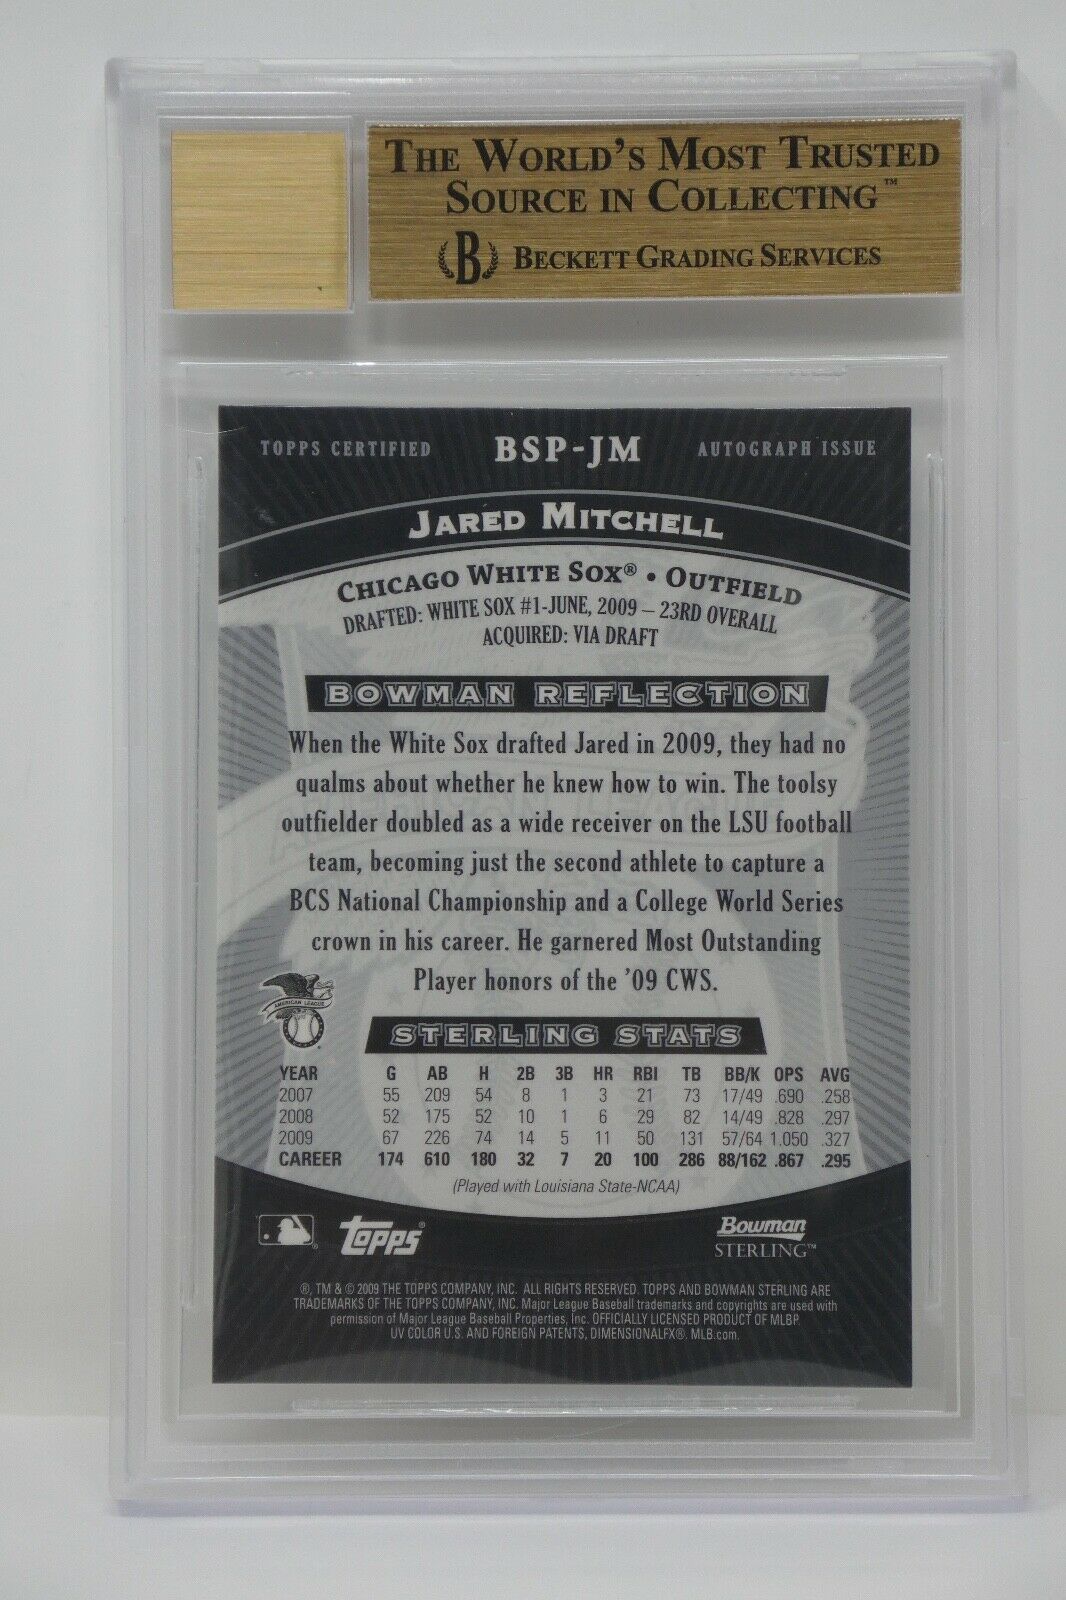 THE WORLD'S MOST TRUSTED
SOURCE IN COLLECTING™
B BECKETT GRADING SERVICES
TOPPS CERTIFIED BSP-JM AUTOGRAPH ISSUE
JARED MITCHELL
CHICAGO WHITE SOX® • OUTFIELD
DRAFTED: WHITE SOX #1-JUNE, 2009 – 23RD OVERALL
ACQUIRED: VIA DRAFT
BOWMAN REFLECTION
When the White Sox drafted Jared in 2009, they had no
qualms about whether he knew how to win. The toolsy
outfielder doubled as a wide receiver on the LSU football
team, becoming just the second athlete to capture a
BCS National Championship and a College World Series
crown in his career. He garnered Most Outstanding
Player honors of the '09 CWS.
AMERICAN LEAGUE
STERLING STATS
YEAR G AB H 2B 3B HR RBI TB BB/K OPS AVG
2007 55 209 54 8 1 3 21 73 17/49 .690 .258
2008 52 175 52 10 1 6 29 82 14/49 .828 .297
2009 67 226 74 14 5 11 50 131 57/64 1.050 .327
CAREER 174 610 180 32 7 20 100 286 88/162 .867 .295
(Played with Louisiana State-NCAA)
topps® Bowman
STERLING™
®, TM & © 2009 THE TOPPS COMPANY, INC. ALL RIGHTS RESERVED. TOPPS AND BOWMAN STERLING ARE
TRADEMARKS OF THE TOPPS COMPANY, INC. Major League Baseball trademarks and copyrights are used with
permission of Major League Baseball Properties, Inc. OFFICIALLY LICENSED PRODUCT OF MLBP.
UV COLOR U.S. AND FOREIGN PATENTS, DIMENSIONALFX®. MLB.com.